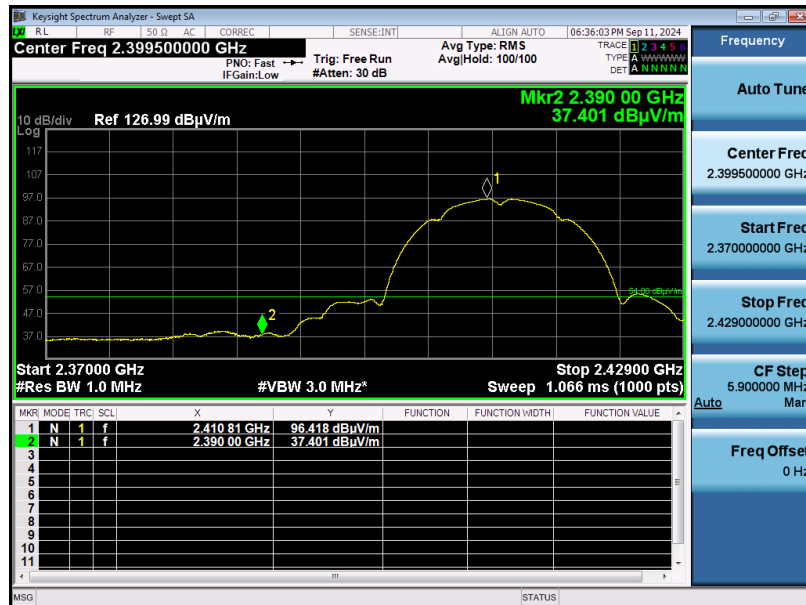 Keysight Spectrum Analyzer - Swept SA
LXI RL RF 50 Ω AC CORREC SENSE:INT ALIGN AUTO 06:36:03 PM Sep 11, 2024
Center Freq 2.399500000 GHz
PNO: Fast
IFGain:Low
Trig: Free Run
#Atten: 30 dB
Avg Type: RMS
Avg|Hold: 100/100
TRACE 1 2 3 4 5 6
TYPE A WWWWW
DET A N N N N N
Mkr2 2.390 00 GHz
37.401 dBµV/m
10 dB/div Ref 126.99 dBµV/m
Log
117
107
97.0
87.0
77.0
67.0
57.0
47.0
37.0
1
2
54.00 dBµV/m
Start 2.37000 GHz Stop 2.42900 GHz
#Res BW 1.0 MHz #VBW 3.0 MHz* Sweep 1.066 ms (1000 pts)
MKR MODE TRC SCL X Y FUNCTION FUNCTION WIDTH FUNCTION VALUE
1 N 1 f 2.410 81 GHz 96.418 dBµV/m
2 N 1 f 2.390 00 GHz 37.401 dBµV/m
3
4
5
6
7
8
9
10
11
MSG STATUS
Frequency
Auto Tune
Center Freq
2.399500000 GHz
Start Freq
2.370000000 GHz
Stop Freq
2.429000000 GHz
CF Step
5.900000 MHz
Auto Man
Freq Offset
0 Hz